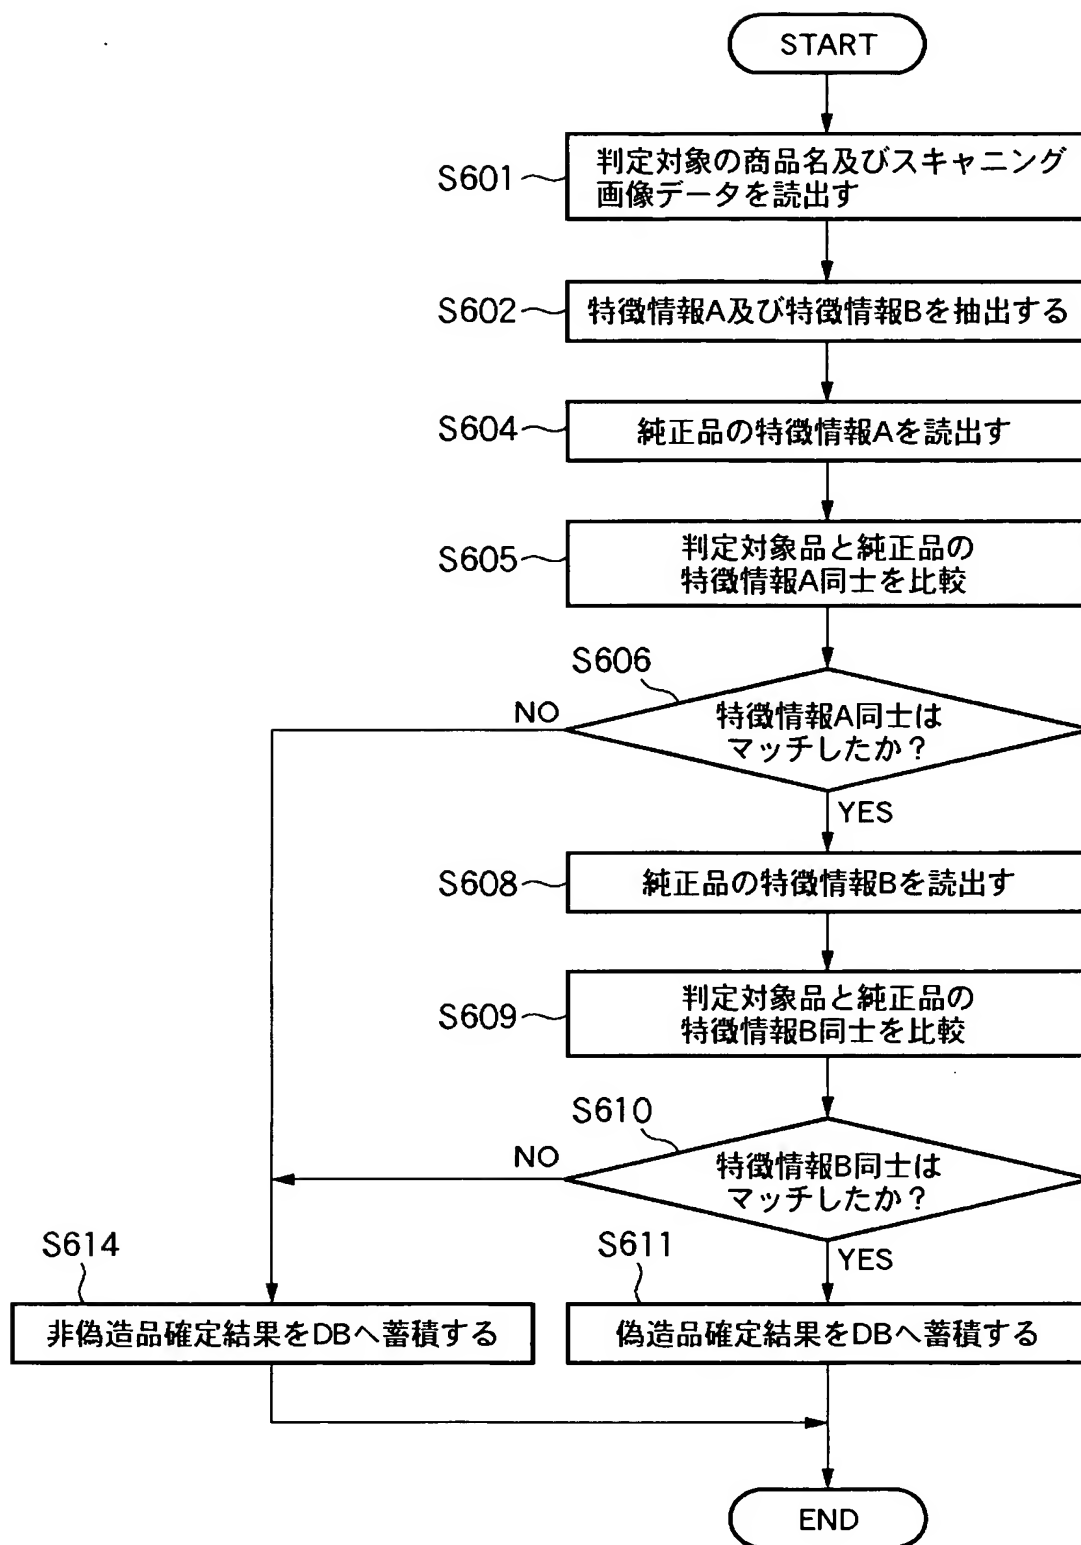 START
S601
判定対象の商品名及びスキャニング
画像データを読出す
S602
特徴情報A及び特徴情報Bを抽出する
S604
純正品の特徴情報Aを読出す
S605
判定対象品と純正品の
特徴情報A同士を比較
S606
特徴情報A同士は
マッチしたか？
NO
YES
S608
純正品の特徴情報Bを読出す
S609
判定対象品と純正品の
特徴情報B同士を比較
S610
特徴情報B同士は
マッチしたか？
NO
YES
S614
非偽造品確定結果をDBへ蓄積する
S611
偽造品確定結果をDBへ蓄積する
END